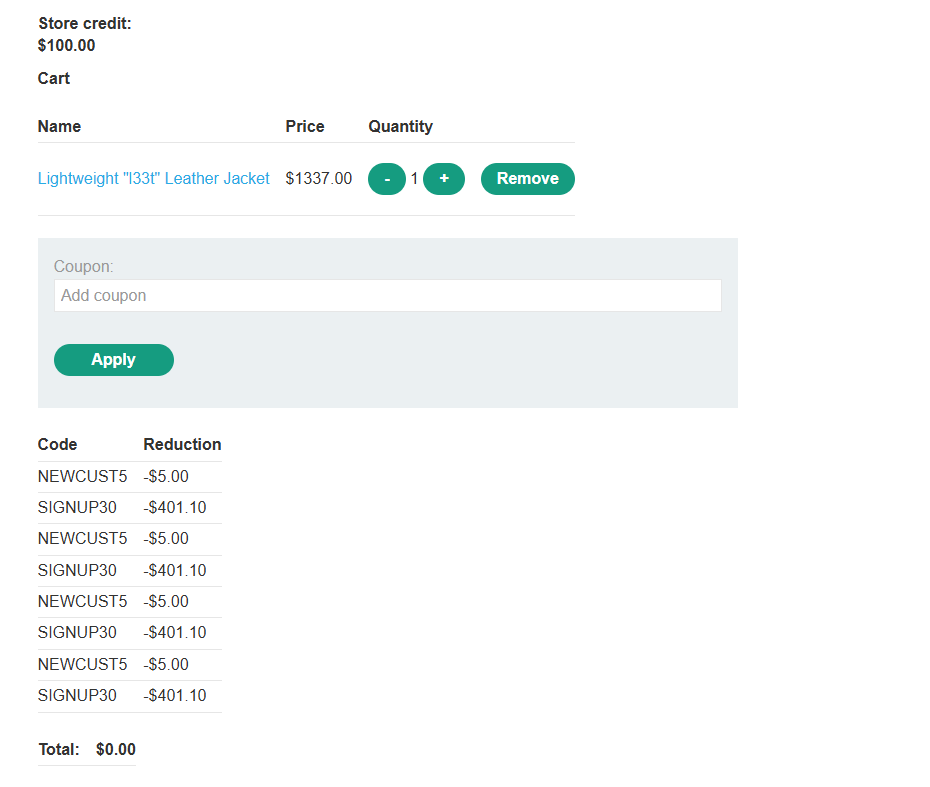 Store credit:
$100.00
Cart
Name Price Quantity
Lightweight "l33t" Leather Jacket $1337.00 - 1 + Remove
Coupon:
Add coupon
Apply
Code Reduction
NEWCUST5 -$5.00
SIGNUP30 -$401.10
NEWCUST5 -$5.00
SIGNUP30 -$401.10
NEWCUST5 -$5.00
SIGNUP30 -$401.10
NEWCUST5 -$5.00
SIGNUP30 -$401.10
Total: $0.00